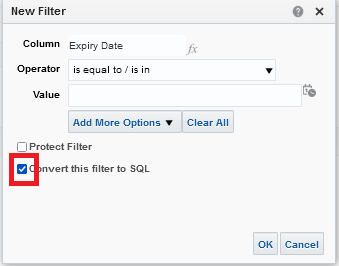 New Filter
Column Expiry Date fx
Operator is equal to / is in
Value
Add More Options Clear All
Protect Filter
Convert this filter to SQL
OK Cancel